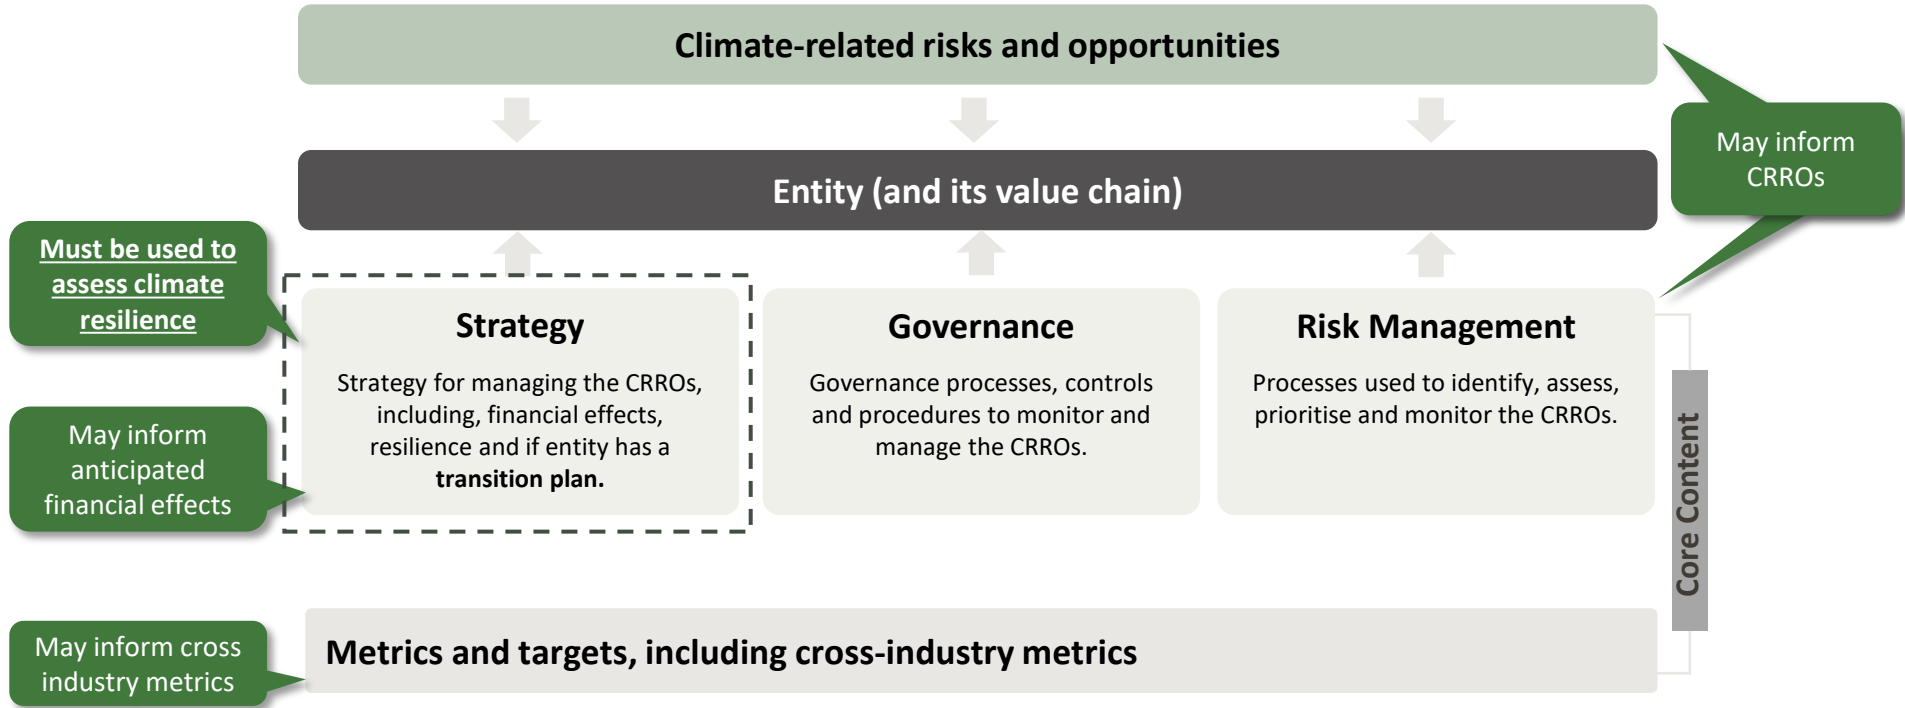 Climate-related risks and opportunities
May inform
CRROs
Entity (and its value chain)
Must be used to
assess climate
resilience
Strategy
Strategy for managing the CRROs,
including, financial effects,
resilience and if entity has a
transition plan.
Governance
Governance processes, controls
and procedures to monitor and
manage the CRROs.
Risk Management
Processes used to identify, assess,
prioritise and monitor the CRROs.
May inform
anticipated
financial effects
Core Content
May inform cross
industry metrics
Metrics and targets, including cross-industry metrics